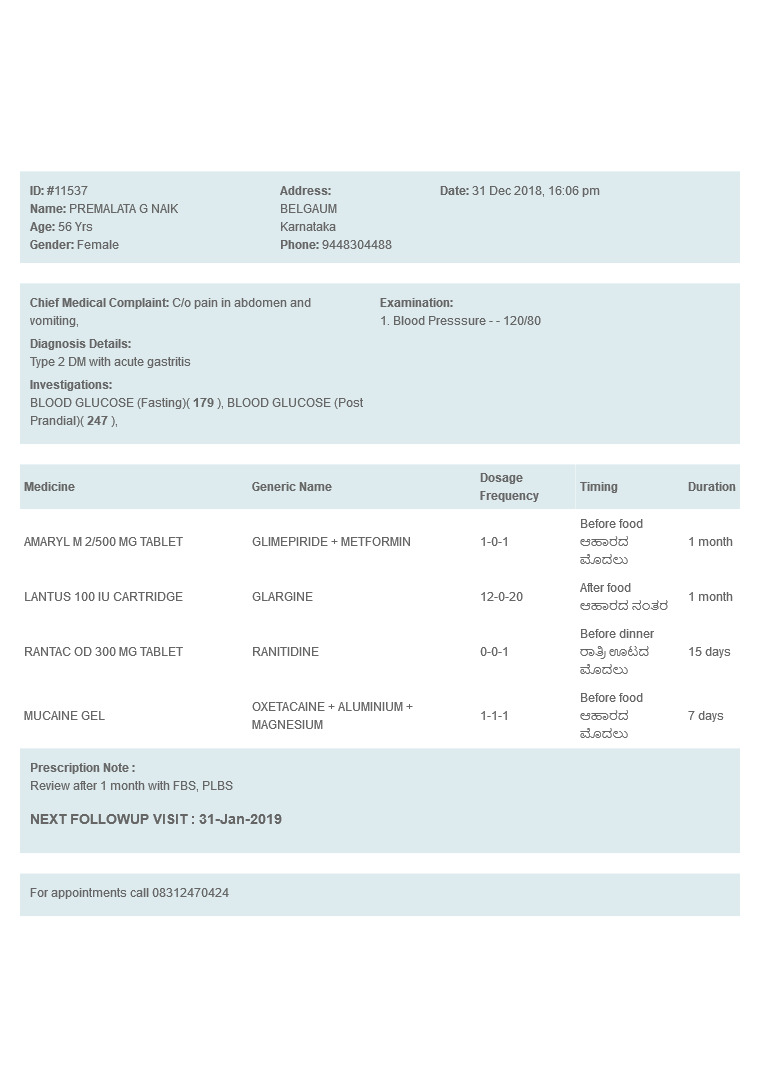 ID: #11537
Name: PREMALATA G NAIK
Age: 56 Yrs
Gender: Female
Address:
BELGAUM
Karnataka
Phone: 9448304488
Date: 31 Dec 2018, 16:06 pm
Chief Medical Complaint: C/o pain in abdomen and
vomiting,
Diagnosis Details:
Type 2 DM with acute gastritis
Investigations:
BLOOD GLUCOSE (Fasting)( 179 ), BLOOD GLUCOSE (Post
Prandial)( 247 ),
Examination:
1. Blood Presssure - - 120/80
Medicine Generic Name Dosage Frequency Timing Duration
AMARYL M 2/500 MG TABLET GLIMEPIRIDE + METFORMIN 1-0-1 Before food ಆಹಾರದ ಮೊದಲು 1 month
LANTUS 100 IU CARTRIDGE GLARGINE 12-0-20 After food ಆಹಾರದ ನಂತರ 1 month
RANTAC OD 300 MG TABLET RANITIDINE 0-0-1 Before dinner ರಾತ್ರಿ ಊಟದ ಮೊದಲು 15 days
MUCAINE GEL OXETACAINE + ALUMINIUM + MAGNESIUM 1-1-1 Before food ಆಹಾರದ ಮೊದಲು 7 days
Prescription Note :
Review after 1 month with FBS, PLBS
NEXT FOLLOWUP VISIT : 31-Jan-2019
For appointments call 08312470424